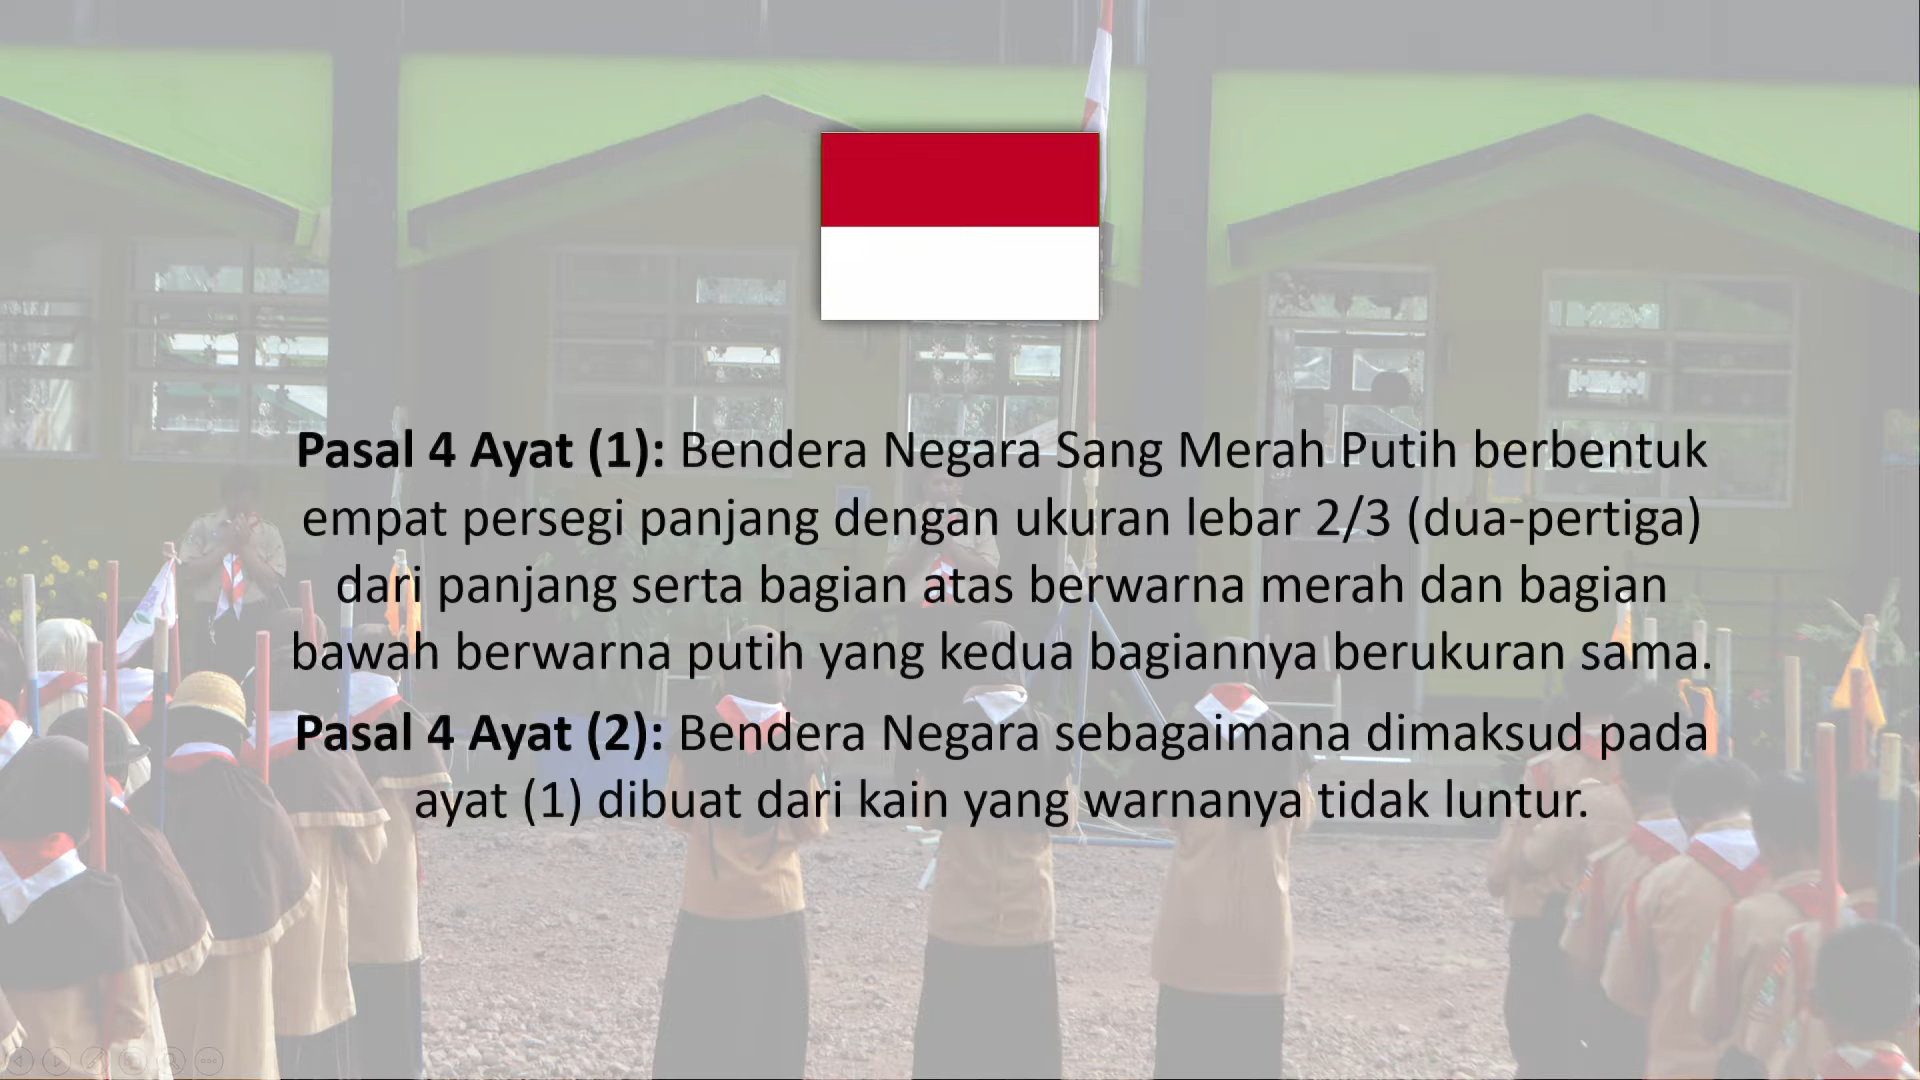 Pasal 4 Ayat (1): Bendera Negara Sang Merah Putih berbentuk
empat persegi panjang dengan ukuran lebar 2/3 (dua-pertiga)
dari panjang serta bagian atas berwarna merah dan bagian
bawah berwarna putih yang kedua bagiannya berukuran sama.
Pasal 4 Ayat (2): Bendera Negara sebagaimana dimaksud pada
ayat (1) dibuat dari kain yang warnanya tidak luntur.